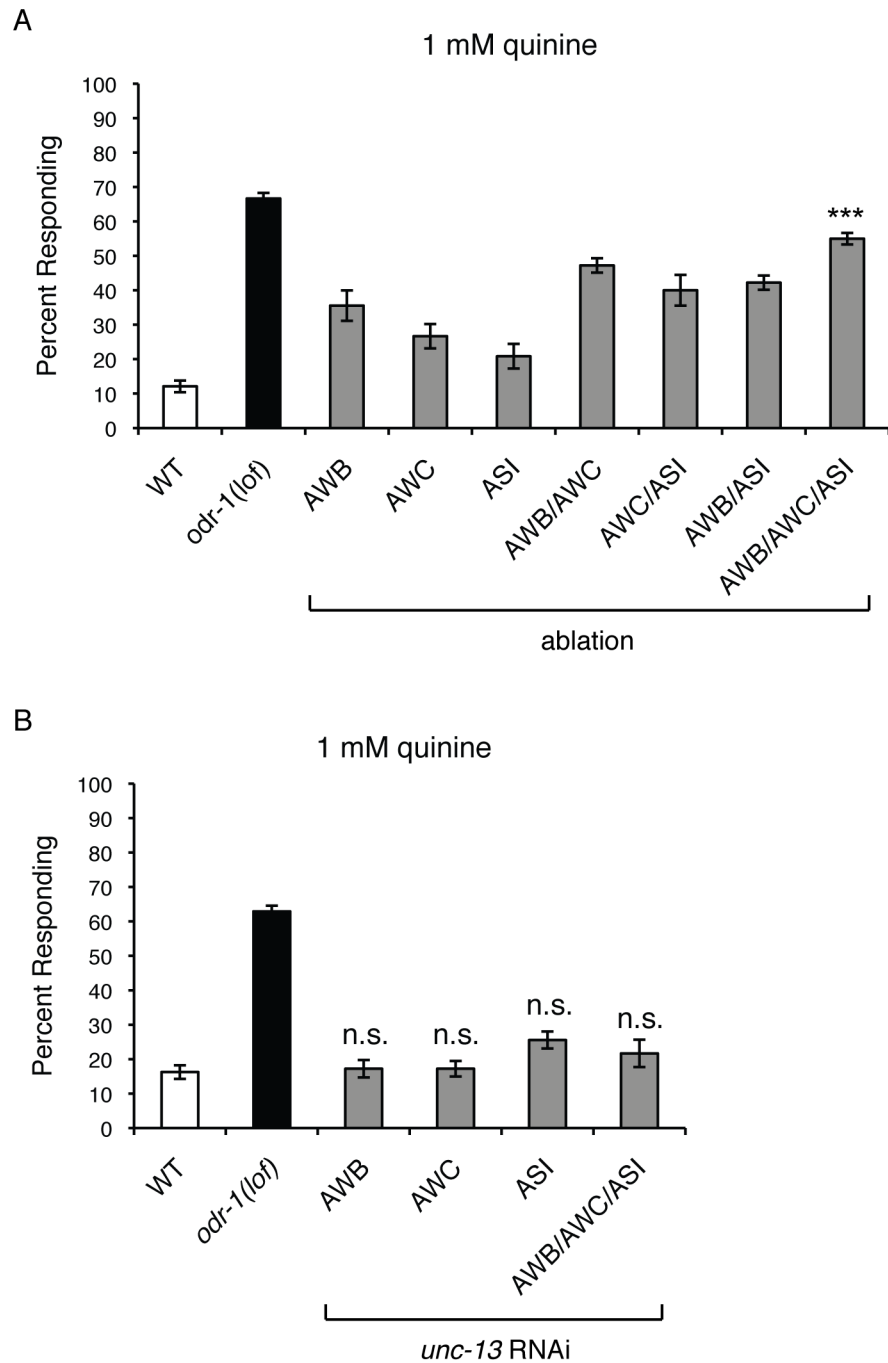 A
1 mM quinine
Percent Responding
100
90
80
70
60
50
40
30
20
10
0
***
WT
odr-1(lof)
AWB
AWC
ASI
AWB/AWC
AWC/ASI
AWB/ASI
AWB/AWC/ASI
ablation
B
1 mM quinine
Percent Responding
100
90
80
70
60
50
40
30
20
10
0
n.s.
n.s.
n.s.
n.s.
WT
odr-1(lof)
AWB
AWC
ASI
AWB/AWC/ASI
unc-13 RNAi